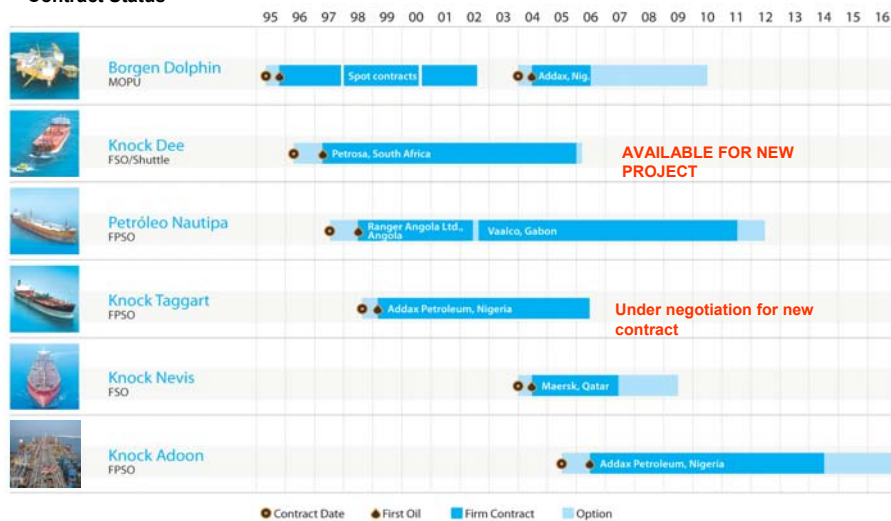 Contract Status
95 96 97 98 99 00 01 02 03 04 05 06 07 08 09 10 11 12 13 14 15 16
Borgen Dolphin
MOPU
Spot contracts
Addax, Nig.
Knock Dee
FSO/Shuttle
Petrosa, South Africa
AVAILABLE FOR NEW
PROJECT
Petróleo Nautipa
FPSO
Ranger Angola Ltd.,
Angola
Vaalco, Gabon
Knock Taggart
FPSO
Addax Petroleum, Nigeria
Under negotiation for new
contract
Knock Nevis
FSO
Maersk, Qatar
Knock Adoon
FPSO
Addax Petroleum, Nigeria
Contract Date First Oil Firm Contract Option